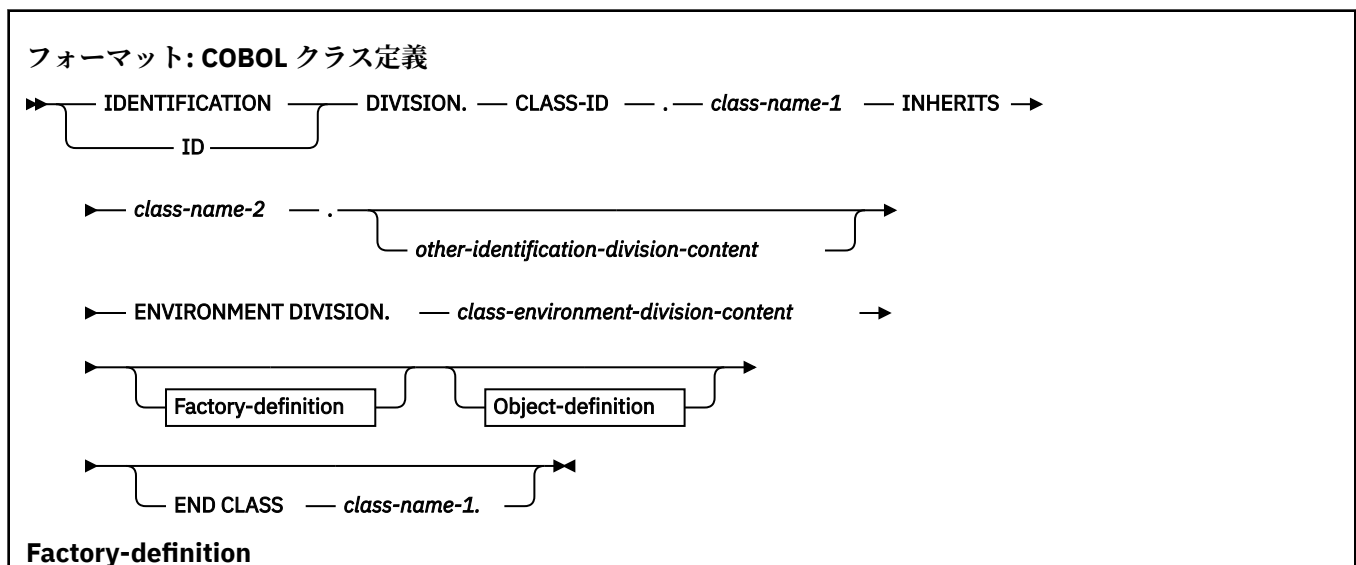 フォーマット: COBOL クラス定義
IDENTIFICATION DIVISION. CLASS-ID . class-name-1 INHERITS
ID
class-name-2 .
other-identification-division-content
ENVIRONMENT DIVISION. class-environment-division-content
Factory-definition Object-definition
END CLASS class-name-1.
Factory-definition